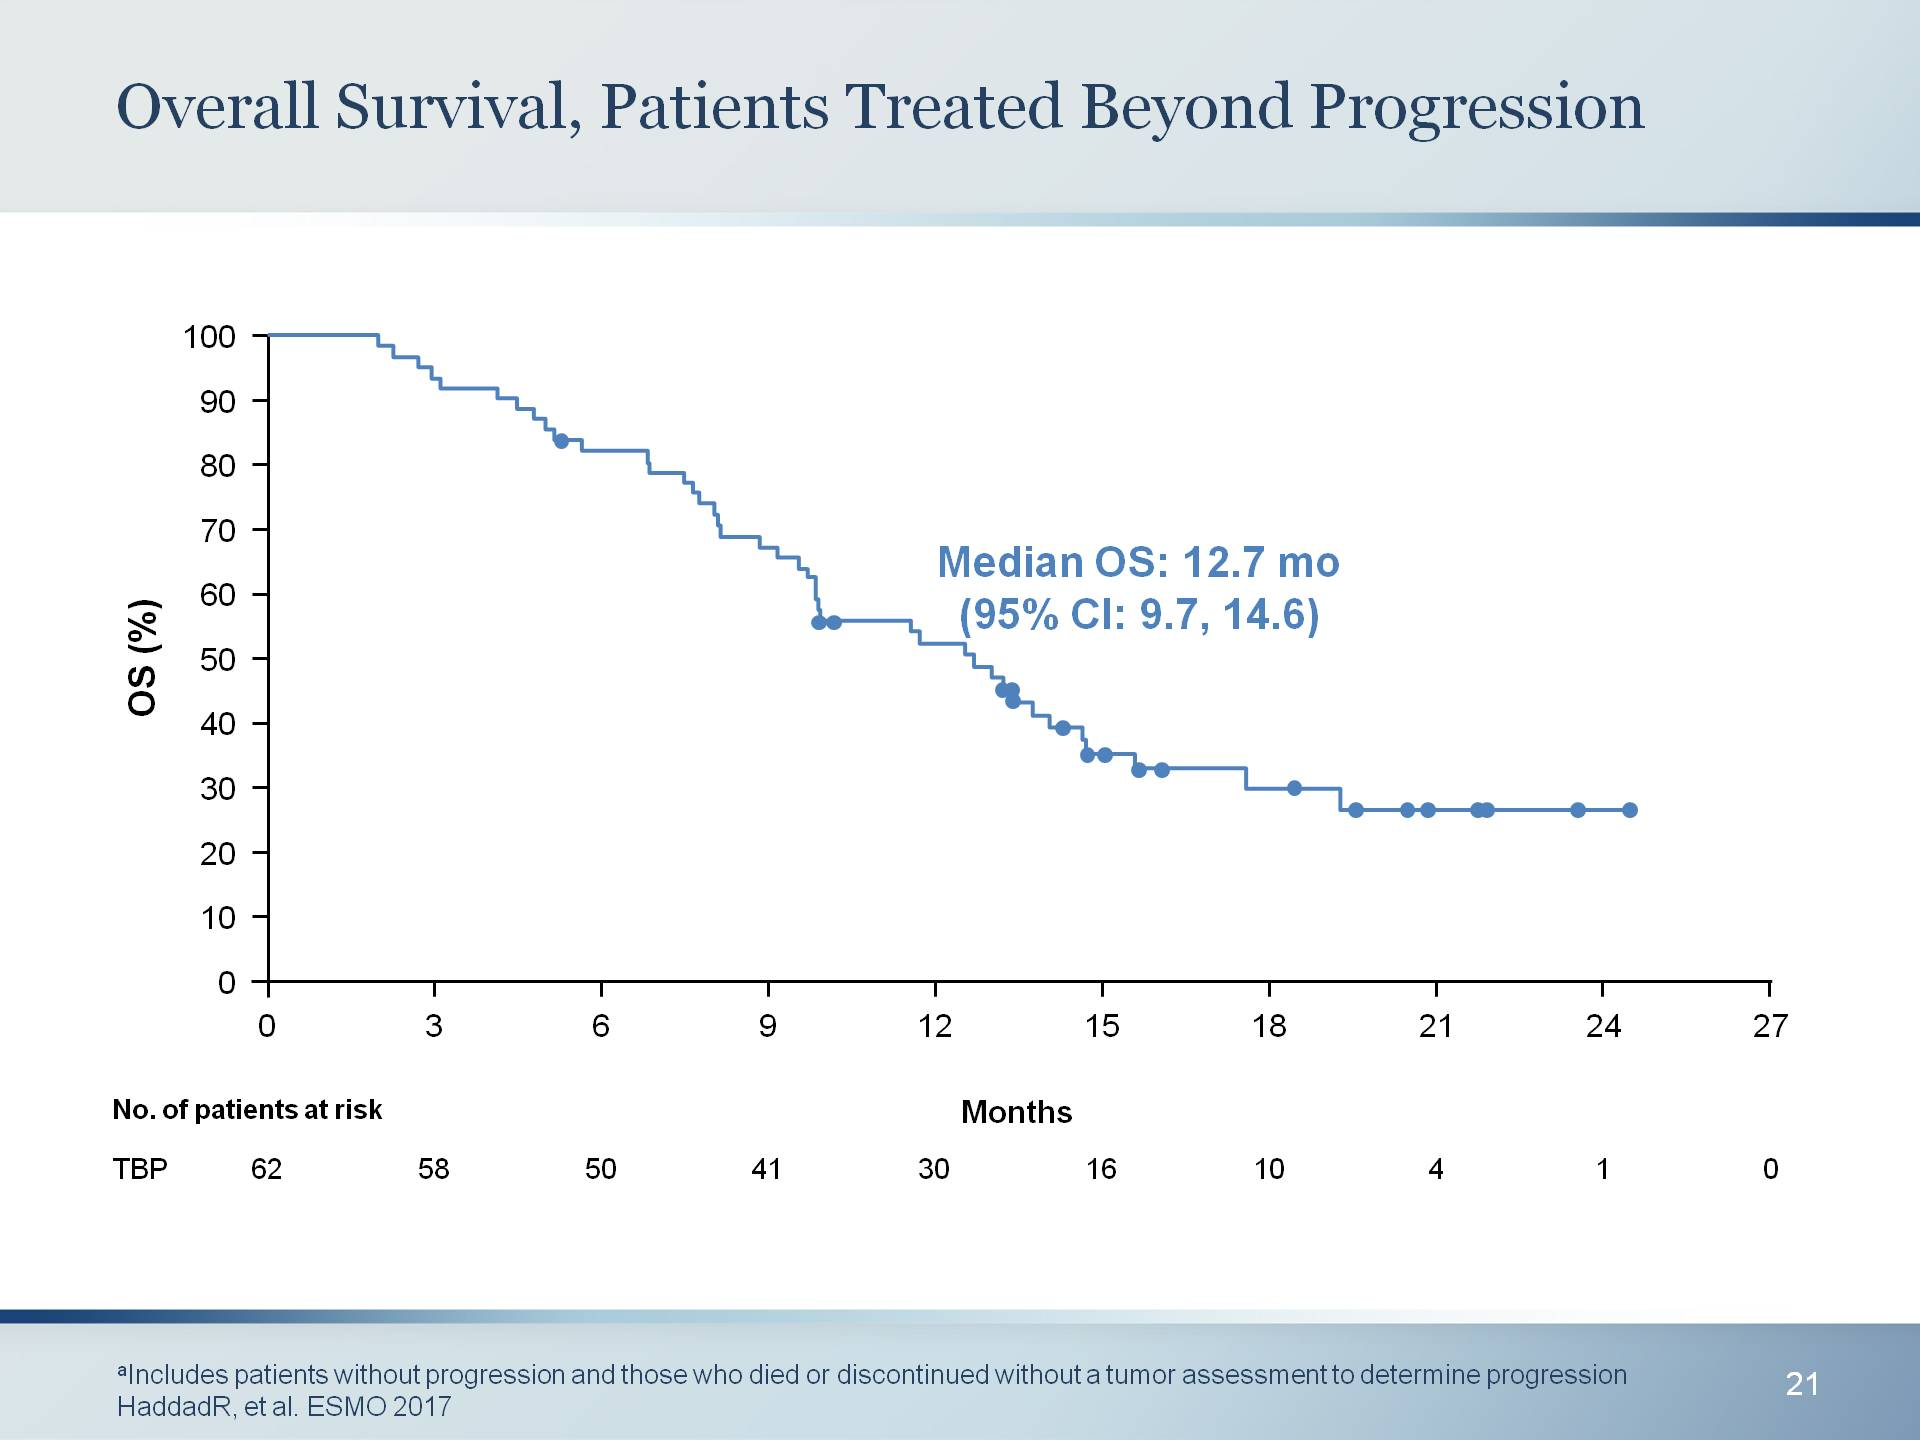 Overall Survival, Patients Treated Beyond Progression
100
90
80
70
60
50
40
30
20
10
0
OS (%)
Median OS: 12.7 mo
(95% CI: 9.7, 14.6)
0 3 6 9 12 15 18 21 24 27
No. of patients at risk
Months
TBP 62 58 50 41 30 16 10 4 1 0
ᵃIncludes patients without progression and those who died or discontinued without a tumor assessment to determine progression
HaddadR, et al. ESMO 2017
21